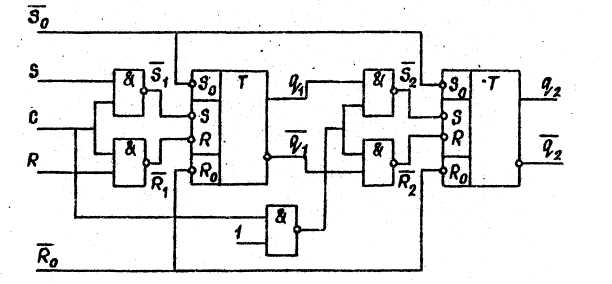 S̅₀
S
&
S̅₁
S₀
T
q₁
&
S̅₂
S₀
T
q₂
C
S
S
R
R
&
q̅₁
&
q̅₂
R
R̅₁
R₀
R̅₂
R₀
&
1
R̅₀